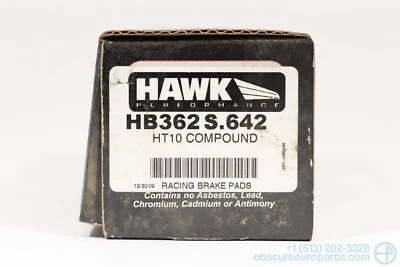 HAWK
PERFORMANCE
HB362 S.642
HT10 COMPOUND
12/30/09 RACING BRAKE PADS
Contains no Asbestos, Lead,
Chromium, Cadmium or Antimony
+1 (513) 202-3328
obscureeuroparts.com